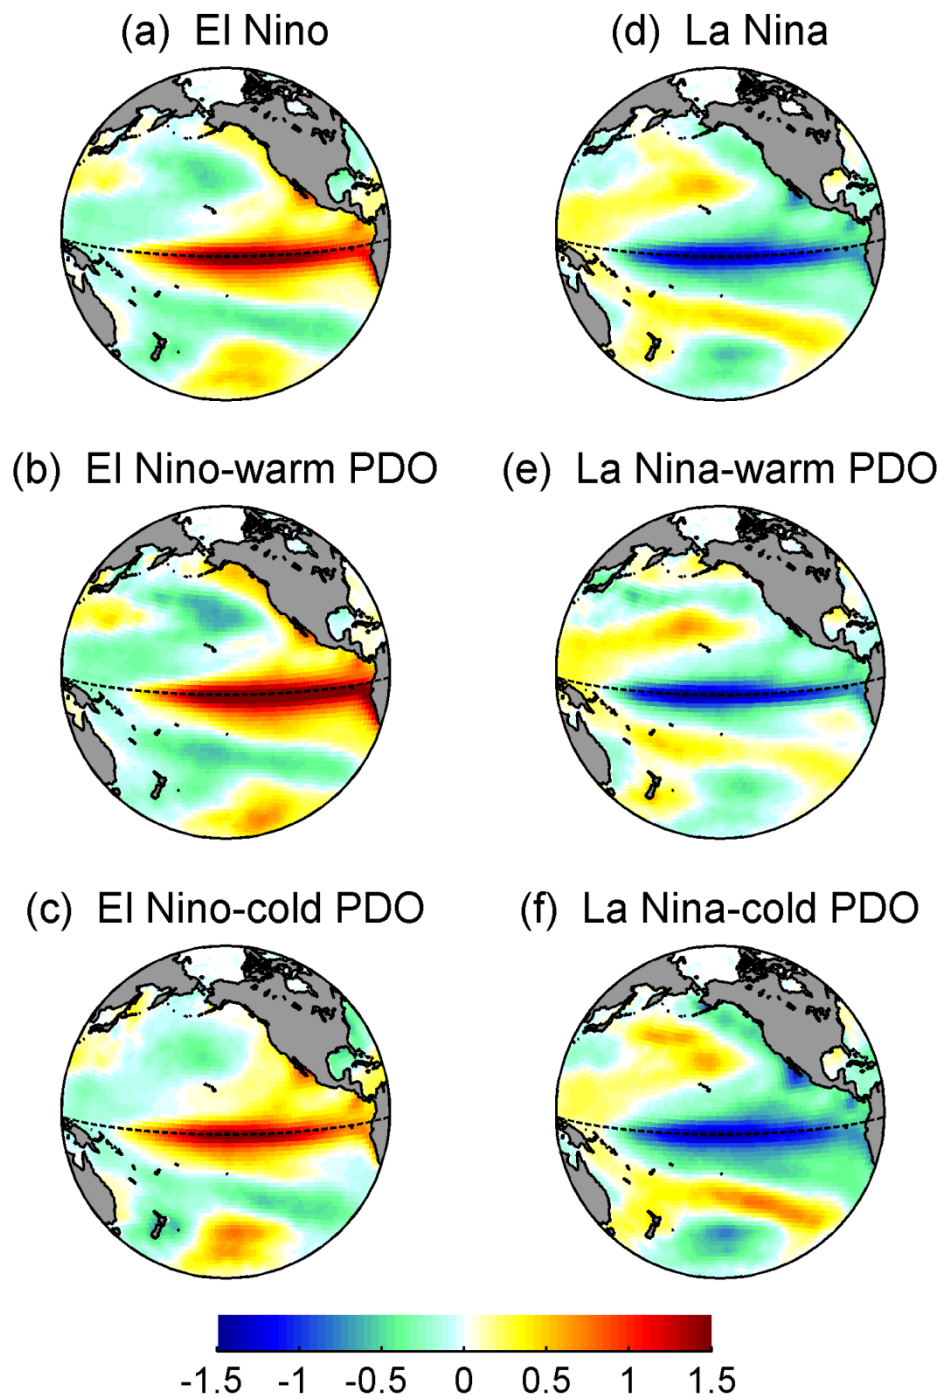 (a) El Nino
(d) La Nina
(b) El Nino-warm PDO
(e) La Nina-warm PDO
(c) El Nino-cold PDO
(f) La Nina-cold PDO
-1.5 -1 -0.5 0 0.5 1 1.5